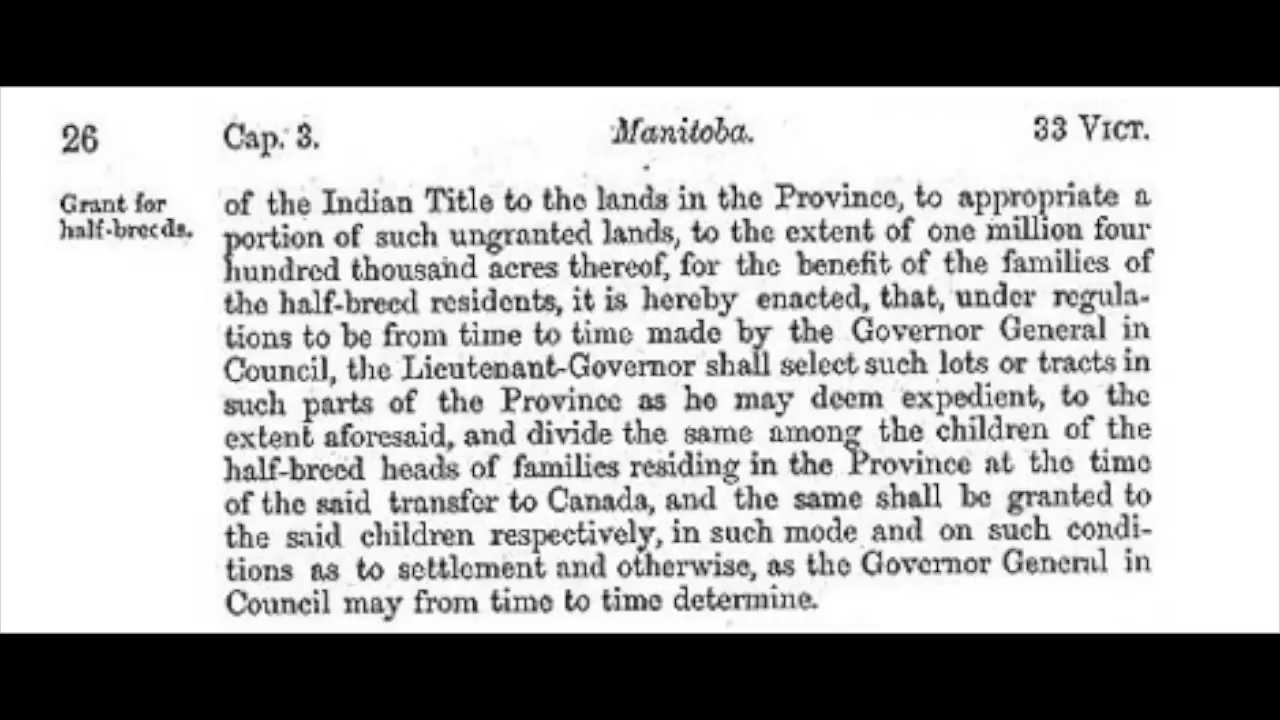 26 Cap. 3. Manitoba. 33 VICT.
Grant for
half-breeds.
of the Indian Title to the lands in the Province, to appropriate a
portion of such ungranted lands, to the extent of one million four
hundred thousand acres thereof, for the benefit of the families of
the half-breed residents, it is hereby enacted, that, under regula-
tions to be from time to time made by the Governor General in
Council, the Lieutenant-Governor shall select such lots or tracts in
such parts of the Province as he may deem expedient, to the
extent aforesaid, and divide the same among the children of the
half-breed heads of families residing in the Province at the time
of the said transfer to Canada, and the same shall be granted to
the said children respectively, in such mode and on such condi-
tions as to settlement and otherwise, as the Governor General in
Council may from time to time determine.